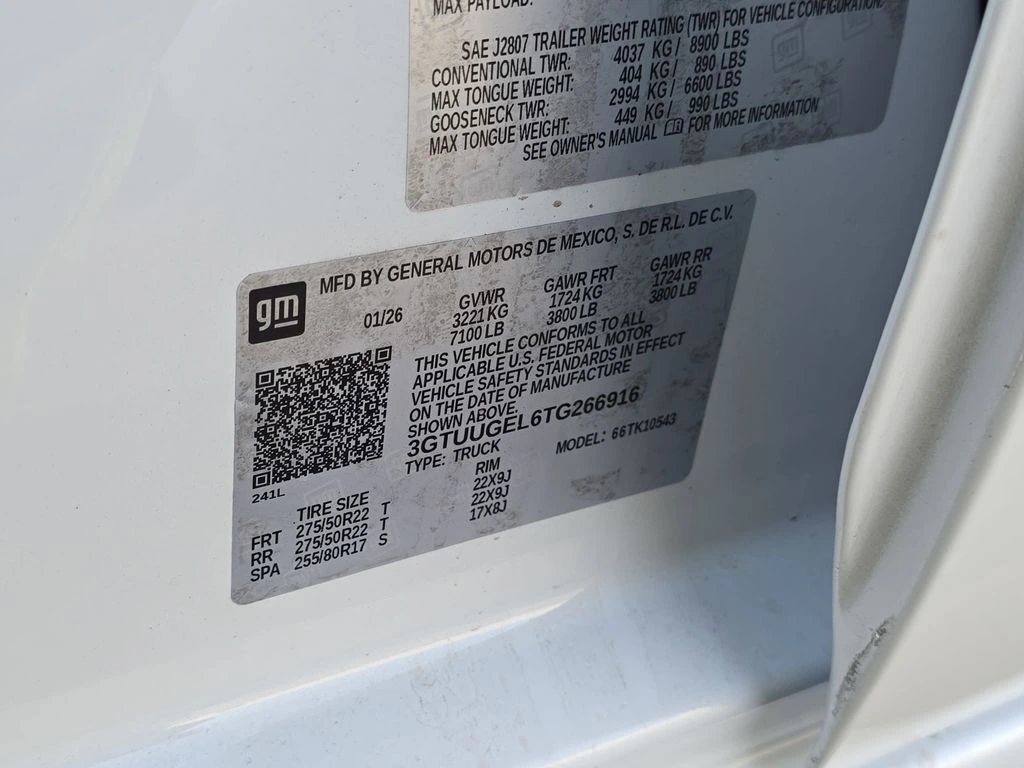 MAX PAYLOAD:
SAE J2807 TRAILER WEIGHT RATING (TWR) FOR VEHICLE CONFIGURATION.
CONVENTIONAL TWR: 4037 KG / 8900 LBS
MAX TONGUE WEIGHT: 404 KG / 890 LBS
GOOSENECK TWR: 2994 KG / 6600 LBS
MAX TONGUE WEIGHT: 449 KG / 990 LBS
SEE OWNER'S MANUAL FOR MORE INFORMATION
gm
MFD BY GENERAL MOTORS DE MEXICO, S. DE R.L. DE C.V.
01/26 GVWR GAWR FRT GAWR RR
3221 KG 1724 KG 1724 KG
7100 LB 3800 LB 3800 LB
THIS VEHICLE CONFORMS TO ALL
APPLICABLE U.S. FEDERAL MOTOR
VEHICLE SAFETY STANDARDS IN EFFECT
ON THE DATE OF MANUFACTURE
SHOWN ABOVE.
3GTUUGEL6TG266916
TYPE: TRUCK MODEL: 66TK10543
241L
TIRE SIZE RIM
FRT 275/50R22 T 22X9J
RR 275/50R22 T 22X9J
SPA 255/80R17 S 17X8J